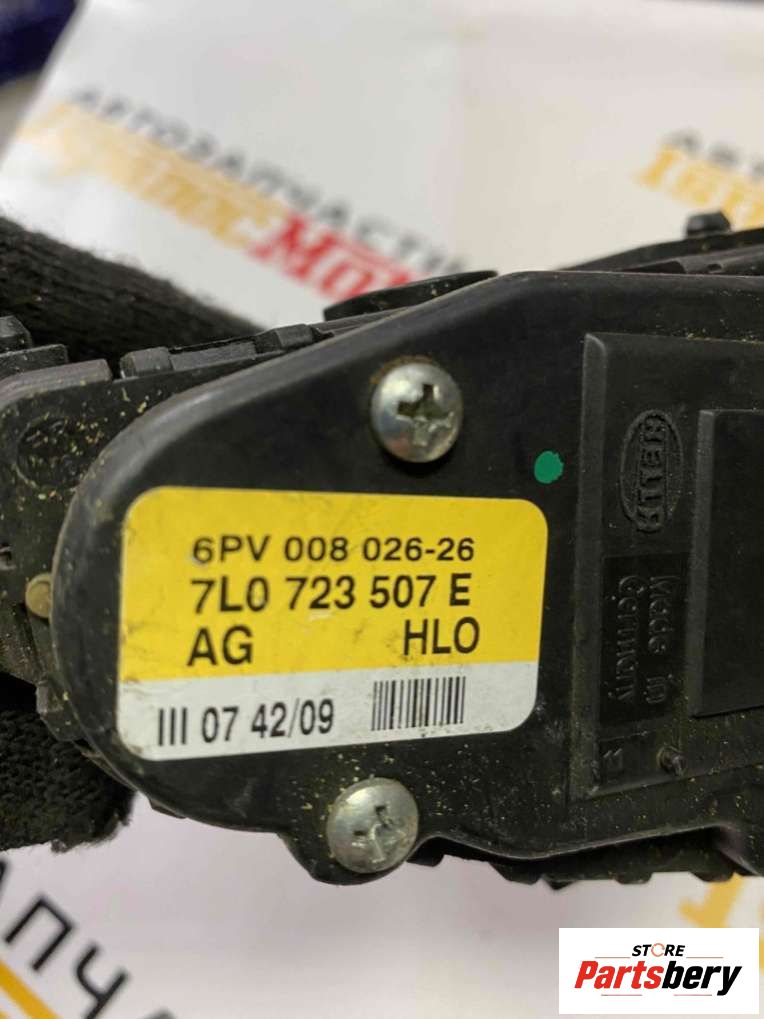 АВТОЗАПЧАСТИ
6PV 008 026-26
7L0 723 507 E
AG HLO
III 07 42/09
HELLA
Made in
Germany
STORE
Partsbery